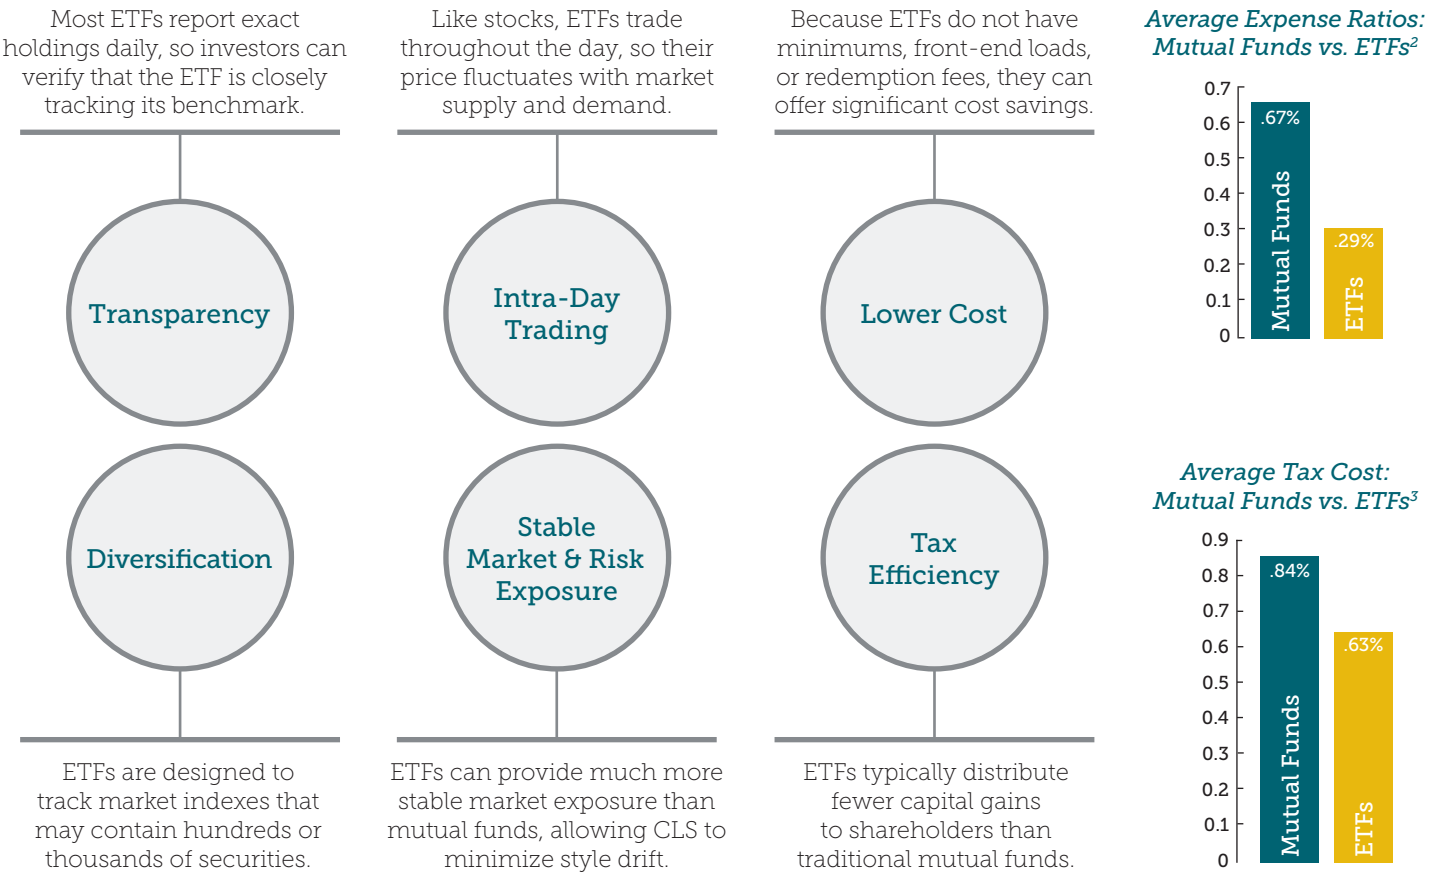 Most ETFs report exact
holdings daily, so investors can
verify that the ETF is closely
tracking its benchmark.
Like stocks, ETFs trade
throughout the day, so their
price fluctuates with market
supply and demand.
Because ETFs do not have
minimums, front-end loads,
or redemption fees, they can
offer significant cost savings.
Transparency
Intra-Day
Trading
Lower Cost
Diversification
Stable
Market & Risk
Exposure
Tax
Efficiency
ETFs are designed to
track market indexes that
may contain hundreds or
thousands of securities.
ETFs can provide much more
stable market exposure than
mutual funds, allowing CLS to
minimize style drift.
ETFs typically distribute
fewer capital gains
to shareholders than
traditional mutual funds.
Average Expense Ratios:
Mutual Funds vs. ETFs²
0.7
0.6
0.5
0.4
0.3
0.2
0.1
0
.67%
Mutual Funds
.29%
ETFs
Average Tax Cost:
Mutual Funds vs. ETFs³
0.9
0.8
0.7
0.6
0.5
0.4
0.3
0.2
0.1
0
.84%
Mutual Funds
.63%
ETFs